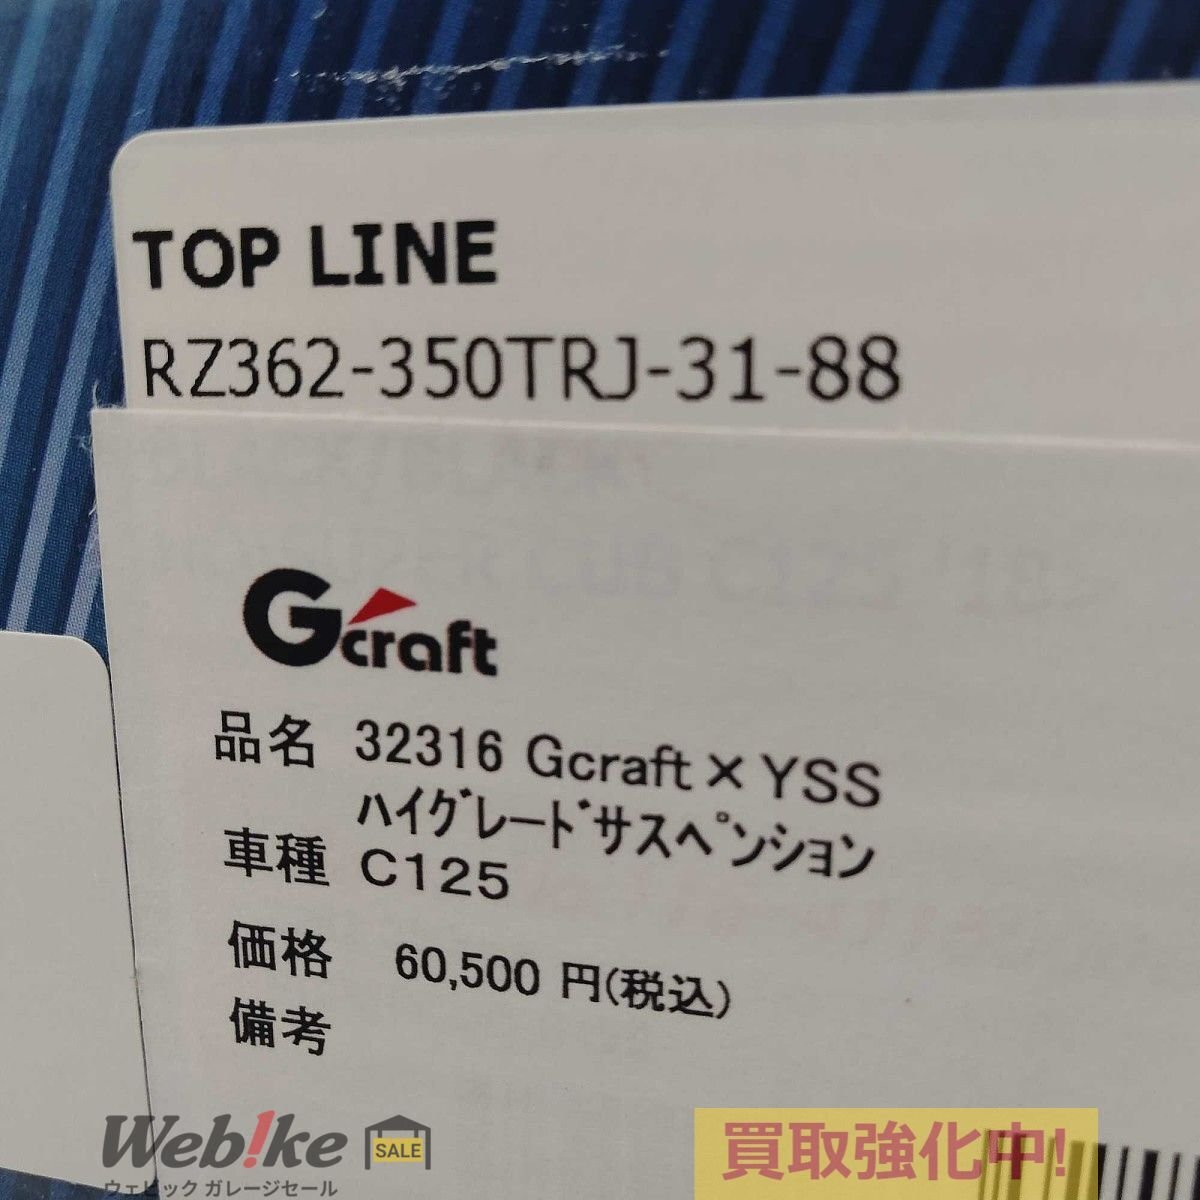 TOP LINE
RZ362-350TRJ-31-88
Gcraft
品名 32316 Gcraft×YSS
ﾊｲｸﾞﾚｰﾄﾞｻｽﾍﾟﾝｼｮﾝ
車種 C125
価格 60,500 円(税込)
備考
Web!ke SALE
ウェビック ガレージセール
買取強化中!